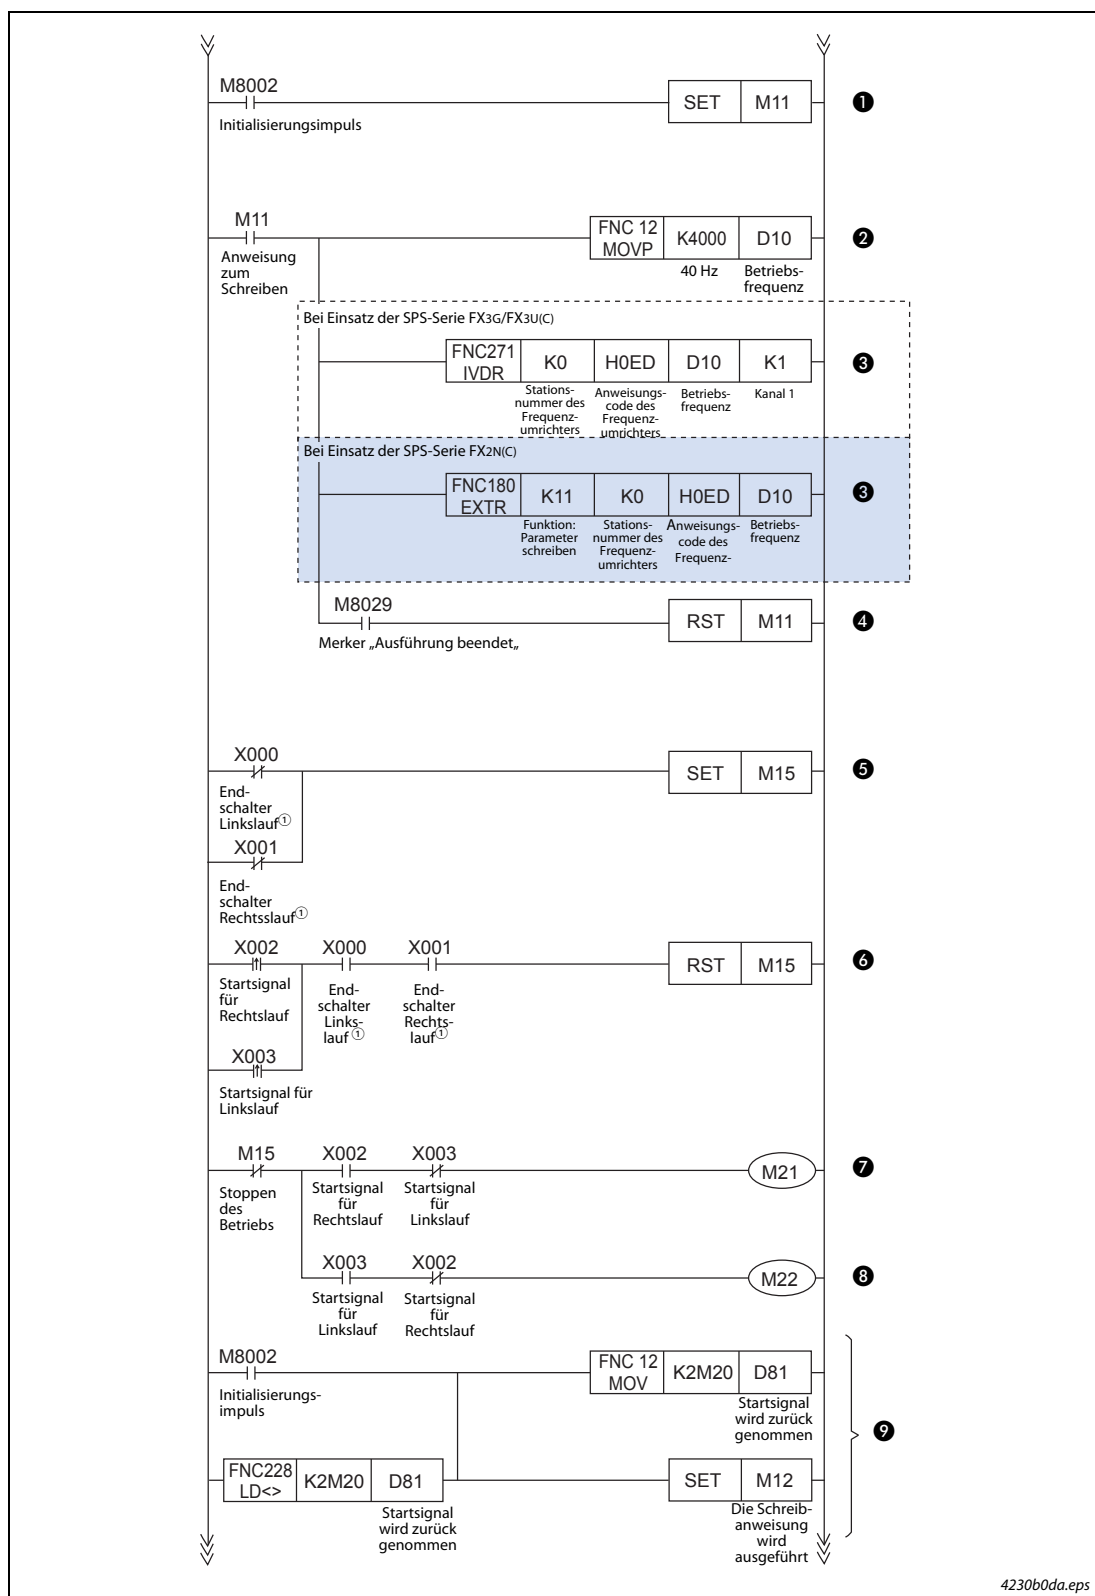 M8002
Initialisierungsimpuls
SET M11
❶
M11
Anweisung
zum
Schreiben
FNC 12
MOVP
K4000
D10
❷
40 Hz
Betriebs-
frequenz
Bei Einsatz der SPS-Serie FX3G/FX3U(C)
FNC271
IVDR
K0
H0ED
D10
K1
❸
Stations-
nummer des
Frequenz-
umrichters
Anweisungs-
code des
Frequenz-
umrichters
Betriebs-
frequenz
Kanal 1
Bei Einsatz der SPS-Serie FX2N(C)
FNC180
EXTR
K11
K0
H0ED
D10
❸
Funktion:
Parameter
schreiben
Stations-
nummer des
Frequenz-
umrichters
Anweisungs-
code des
Frequenz-
Betriebs-
frequenz
M8029
Merker „Ausführung beendet„
RST M11
❹
X000
End-
schalter
Linkslauf①
SET M15
❺
X001
End-
schalter
Rechtsslauf①
X002
Startsignal
für
Rechtslauf
X000
End-
schalter
Links-
lauf ①
X001
End-
schalter
Rechts-
lauf①
RST M15
❻
X003
Startsignal für
Linkslauf
M15
Stoppen
des
Betriebs
X002
Startsignal
für
Rechtslauf
X003
Startsignal
für
Linkslauf
M21
❼
X003
Startsignal
für
Linkslauf
X002
Startsignal
für
Rechtslauf
M22
❽
M8002
Initialisierungs-
impuls
FNC 12
MOV
K2M20
D81
Startsignal
wird zurück
genommen
❾
FNC228
LD<>
K2M20
D81
Startsignal
wird zurück
genommen
SET M12
Die Schreib-
anweisung
wird
ausgeführt
4230b0da.eps